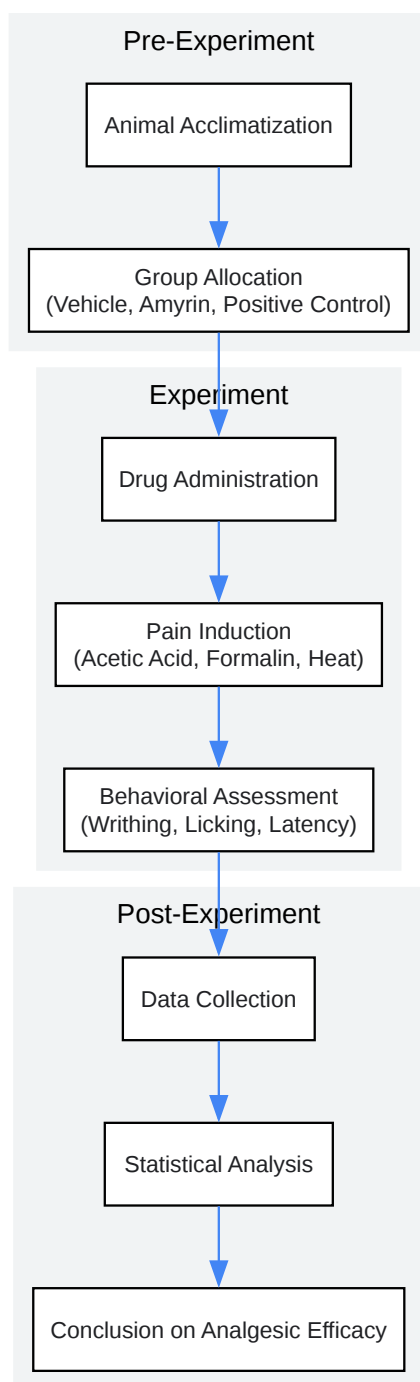 Pre-Experiment
Animal Acclimatization
Group Allocation
(Vehicle, Amyrin, Positive Control)
Experiment
Drug Administration
Pain Induction
(Acetic Acid, Formalin, Heat)
Behavioral Assessment
(Writhing, Licking, Latency)
Post-Experiment
Data Collection
Statistical Analysis
Conclusion on Analgesic Efficacy